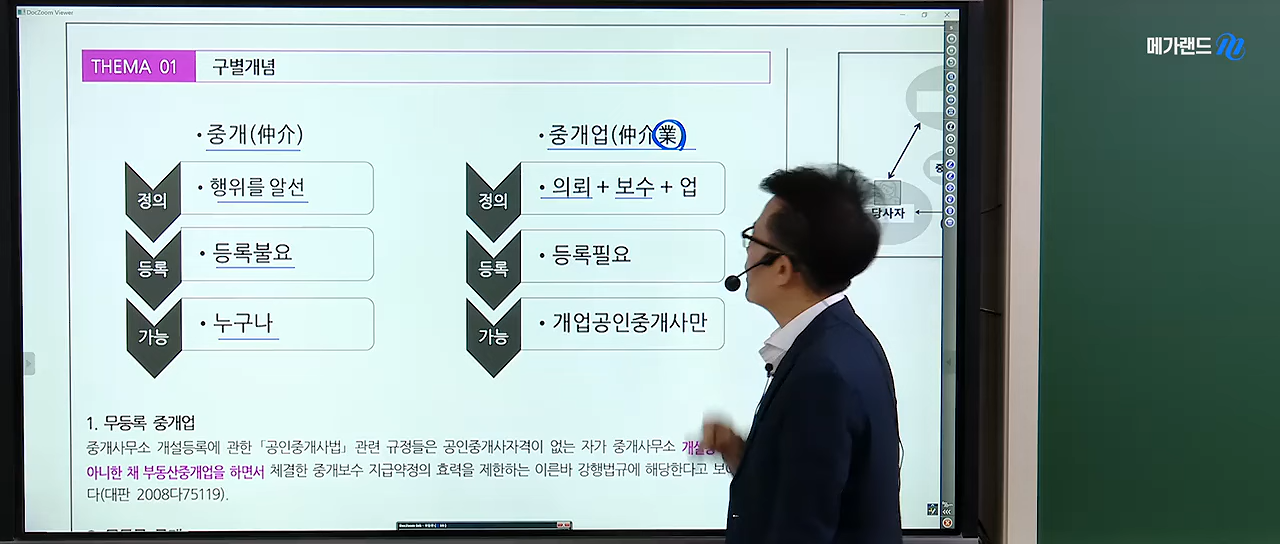 DocZoom Viewer
메가랜드
THEMA 01
구별개념
• 중개(仲介)
• 중개업(仲介業)
정의
• 행위를 알선
등록
• 등록불요
가능
• 누구나
정의
• 의뢰 + 보수 + 업
등록
• 등록필요
가능
• 개업공인중개사만
당사자
1. 무등록 중개업
중개사무소 개설등록에 관한 「공인중개사법」 관련 규정들은 공인중개사자격이 없는 자가 중개사무소
아니한 채 부동산중개업을 하면서 체결한 중개보수 지급약정의 효력을 제한하는 이른바 강행법규에 해당한다고
다(대판 2008다75119).